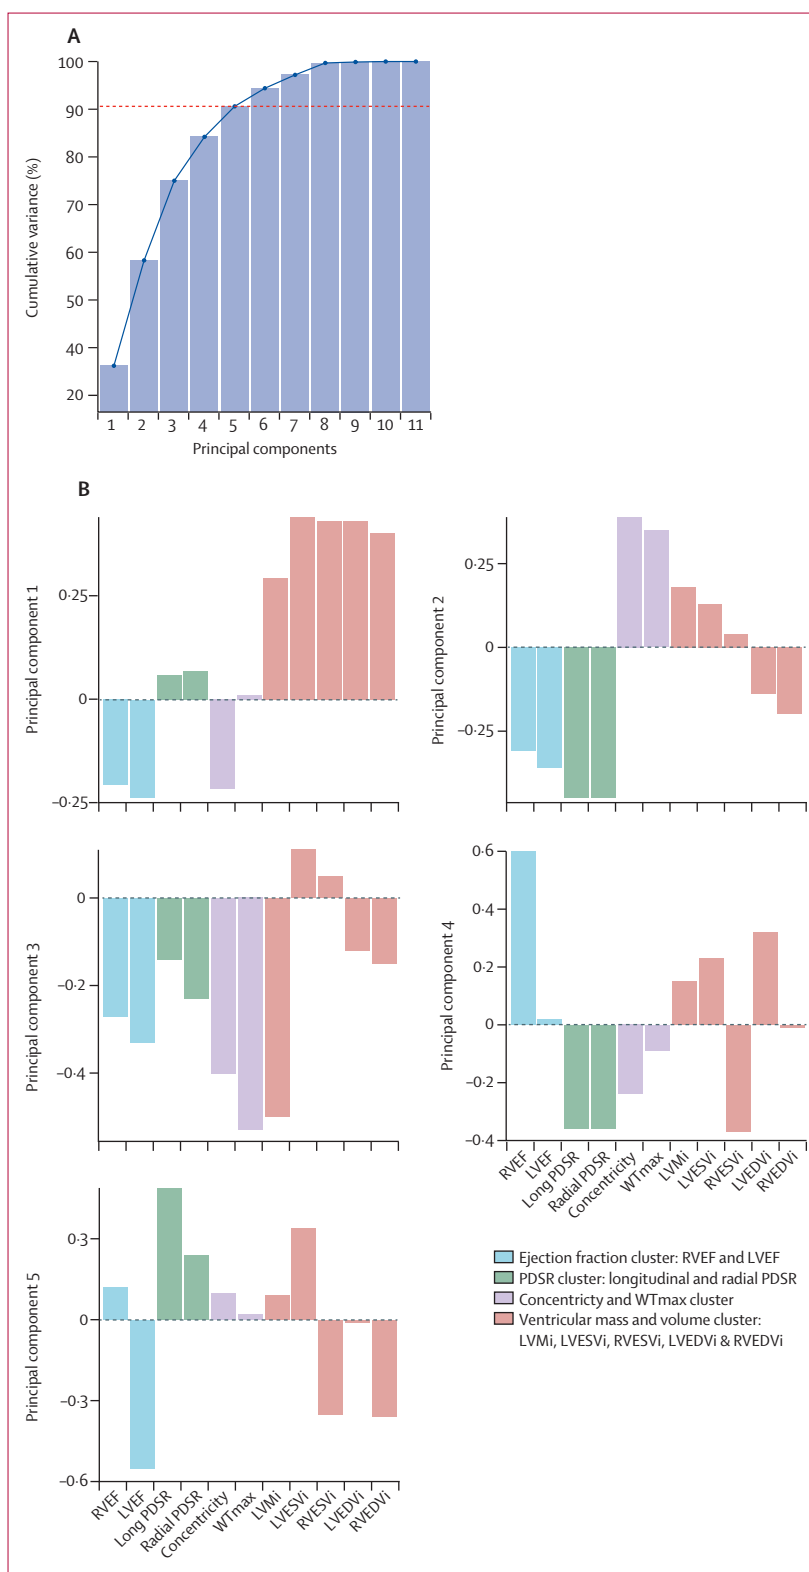 A
100
90
80
70
60
50
40
20
Cumulative variance (%)
1 2 3 4 5 6 7 8 9 10 11
Principal components
B
0·25
0
–0·25
Principal component 1
0·25
0
–0·25
Principal component 2
0
–0·2
–0·4
Principal component 3
0·6
0·4
0·2
0
–0·2
–0·4
Principal component 4
RVEF
LVEF
Long PDSR
Radial PDSR
Concentricity
WTmax
LVMi
LVESVi
RVESVi
LVEDVi
RVEDVi
0·3
0
–0·3
–0·6
Principal component 5
RVEF
LVEF
Long PDSR
Radial PDSR
Concentricity
WTmax
LVMi
LVESVi
RVESVi
LVEDVi
RVEDVi
Ejection fraction cluster: RVEF and LVEF
PDSR cluster: longitudinal and radial PDSR
Concentricty and WTmax cluster
Ventricular mass and volume cluster:
LVMi, LVESVi, RVESVi, LVEDVi & RVEDVi